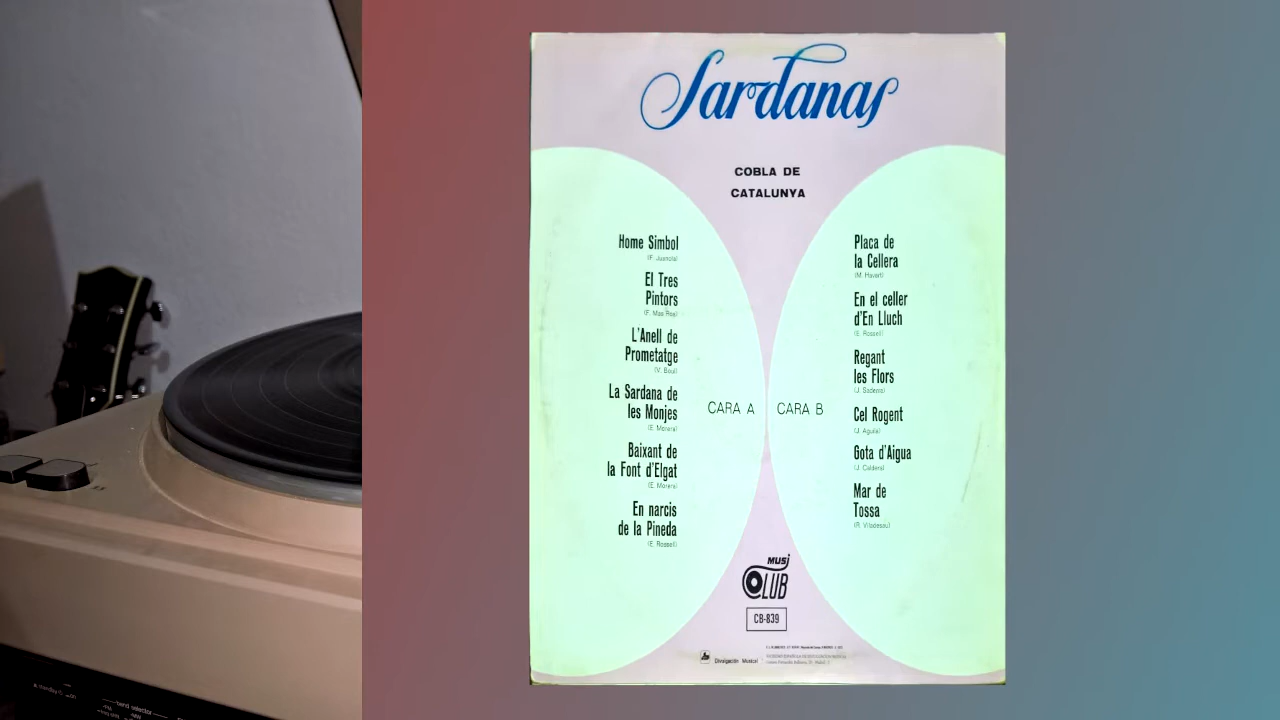 Sardanas
COBLA DE
CATALUNYA
Home Simbol
El Tres
Pintors
(F. Mas Ros)
L'Anell de
Prometatge
La Sardana de
les Monjes
(E. Morera)
Baixant de
la Font d'Elgat
(E. Morera)
En narcis
de la Pineda
(E. Rossell)
CARA A
CARA B
Placa de
la Cellera
En el celler
d'En Lluch
(E. Rossell)
Regant
les Flors
Cel Rogent
Gota d'Aigua
(J. Caldera)
Mar de
Tossa
(R. Viladesau)
MUSi
CLUB
CB-839
Divulgación Musical